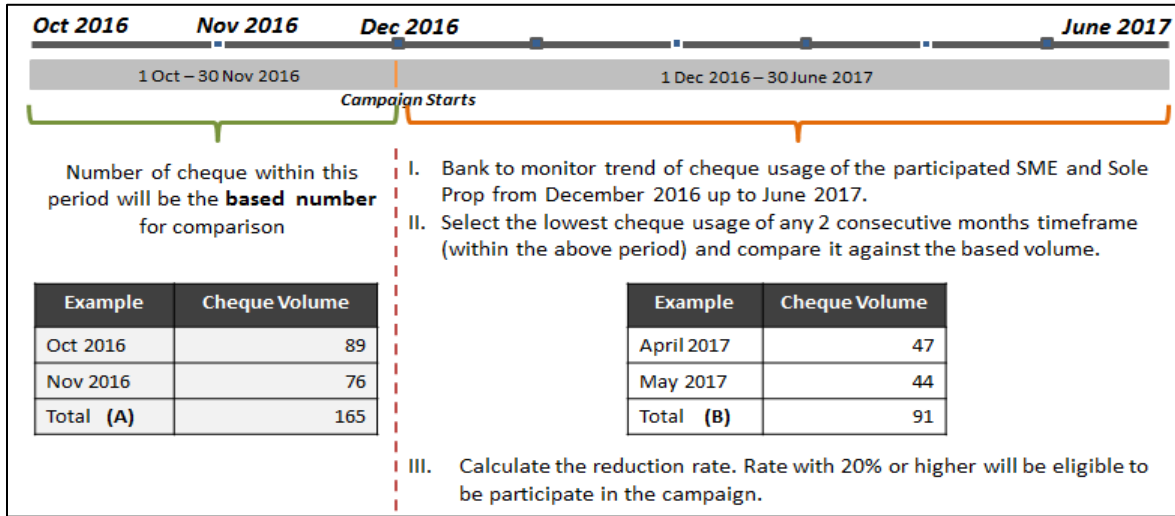 Oct 2016 Nov 2016 Dec 2016 June 2017
1 Oct – 30 Nov 2016 1 Dec 2016 – 30 June 2017
Campaign Starts
Number of cheque within this
period will be the based number
for comparison
Example Cheque Volume
Oct 2016 89
Nov 2016 76
Total (A) 165
I. Bank to monitor trend of cheque usage of the participated SME and Sole
Prop from December 2016 up to June 2017.
II. Select the lowest cheque usage of any 2 consecutive months timeframe
(within the above period) and compare it against the based volume.
Example Cheque Volume
April 2017 47
May 2017 44
Total (B) 91
III. Calculate the reduction rate. Rate with 20% or higher will be eligible to
be participate in the campaign.